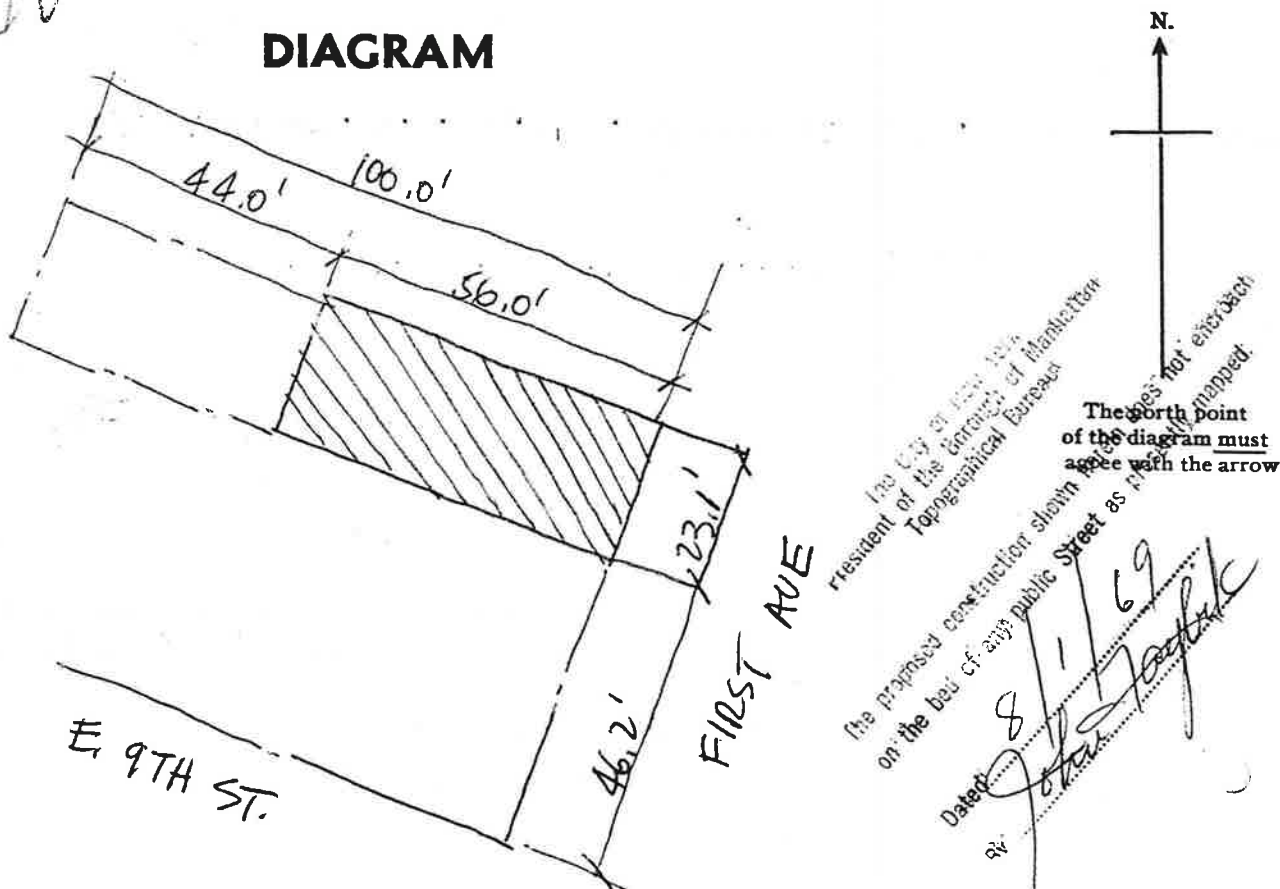 DIAGRAM
N.
100.0'
44.0'
56.0'
23.1'
46.2'
FIRST AVE
E. 9TH ST.
The north point
of the diagram must
agree with the arrow
The City of
President of the Borough of Manhattan
Topographical Bureau
The proposed construction shown herein does not encroach
on the bed of any public Street as presently mapped.
Dated 8/1/69
BY